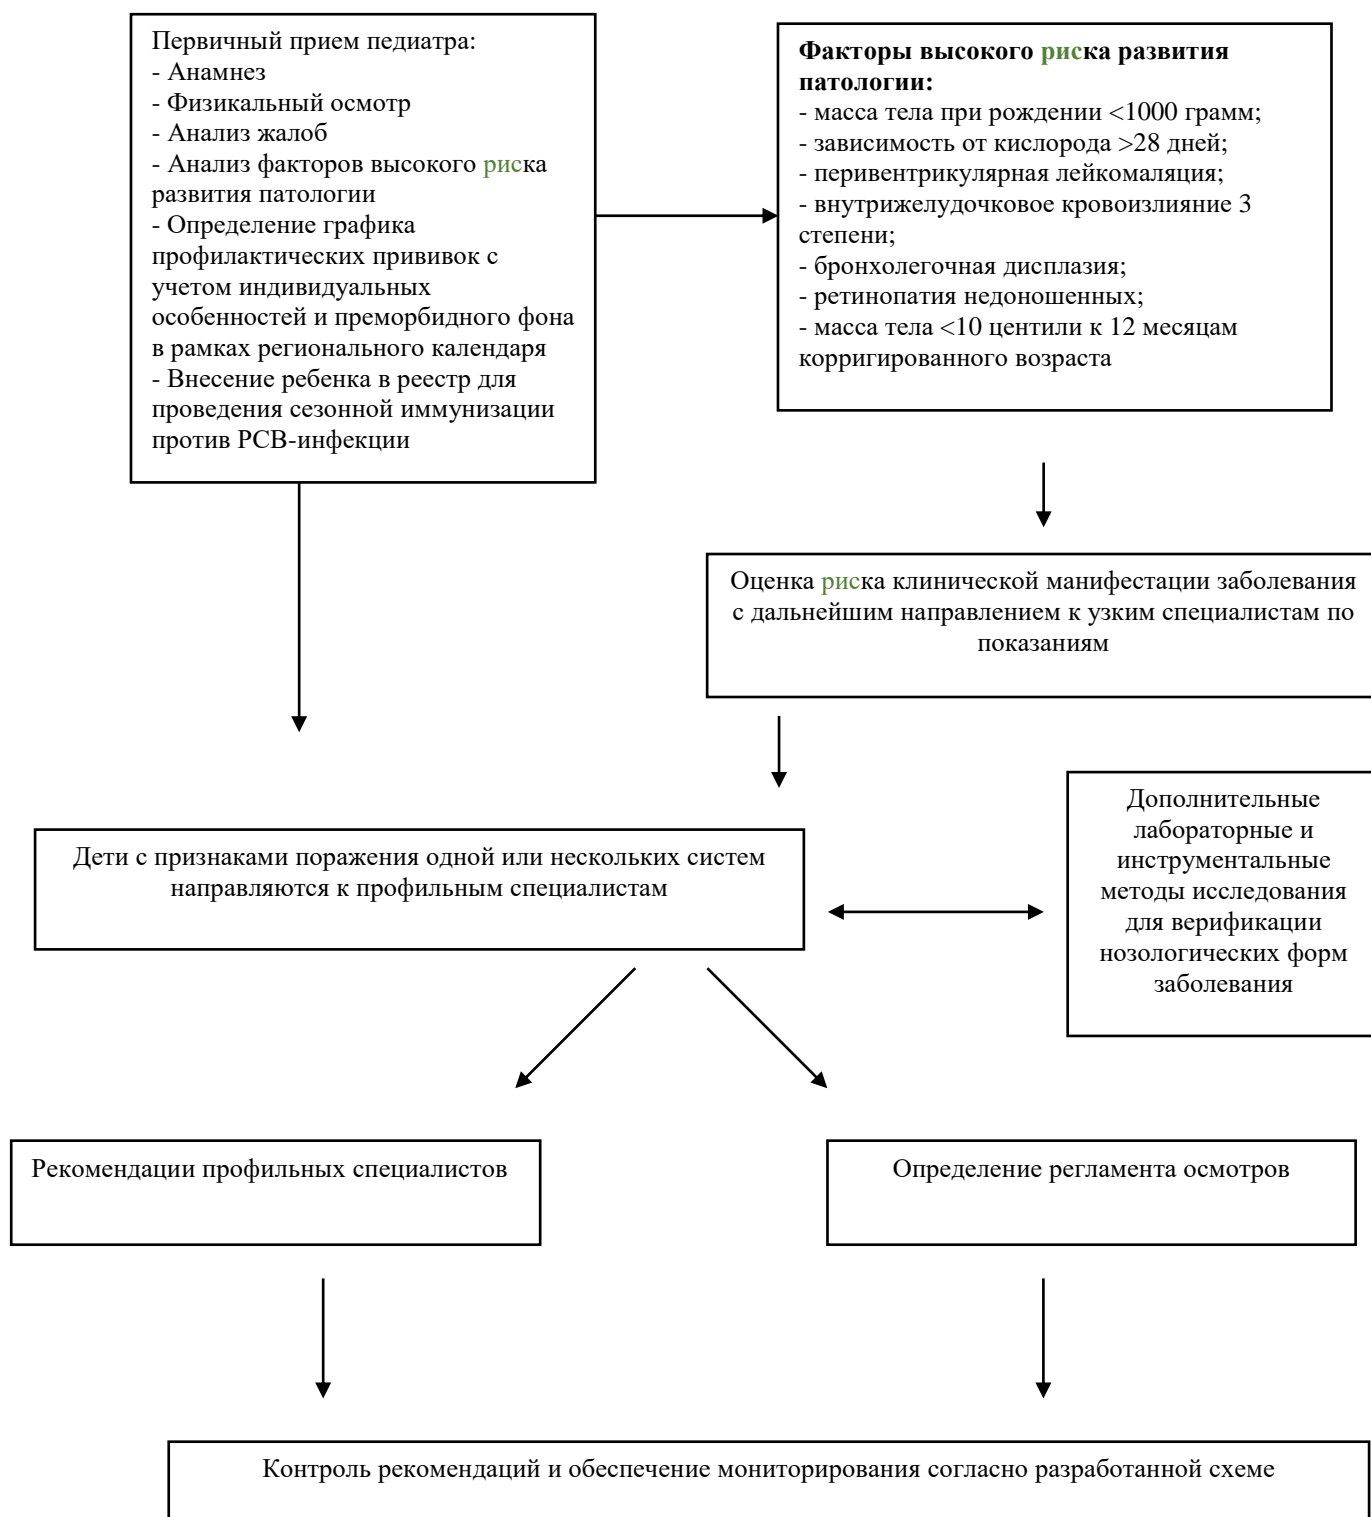 Первичный прием педиатра:
- Анамнез
- Физикальный осмотр
- Анализ жалоб
- Анализ факторов высокого риска
развития патологии
- Определение графика
профилактических прививок с
учетом индивидуальных
особенностей и преморбидного фона
в рамках регионального календаря
- Внесение ребенка в реестр для
проведения сезонной иммунизации
против РСВ-инфекции
Факторы высокого риска развития
патологии:
- масса тела при рождении <1000 грамм;
- зависимость от кислорода >28 дней;
- перивентрикулярная лейкомаляция;
- внутрижелудочковое кровоизлияние 3
степени;
- бронхолегочная дисплазия;
- ретинопатия недоношенных;
- масса тела <10 центили к 12 месяцам
корригированного возраста
Оценка риска клинической манифестации заболевания
с дальнейшим направлением к узким специалистам по
показаниям
Дети с признаками поражения одной или нескольких систем
направляются к профильным специалистам
Дополнительные
лабораторные и
инструментальные
методы исследования
для верификации
нозологических форм
заболевания
Рекомендации профильных специалистов
Определение регламента осмотров
Контроль рекомендаций и обеспечение мониторирования согласно разработанной схеме